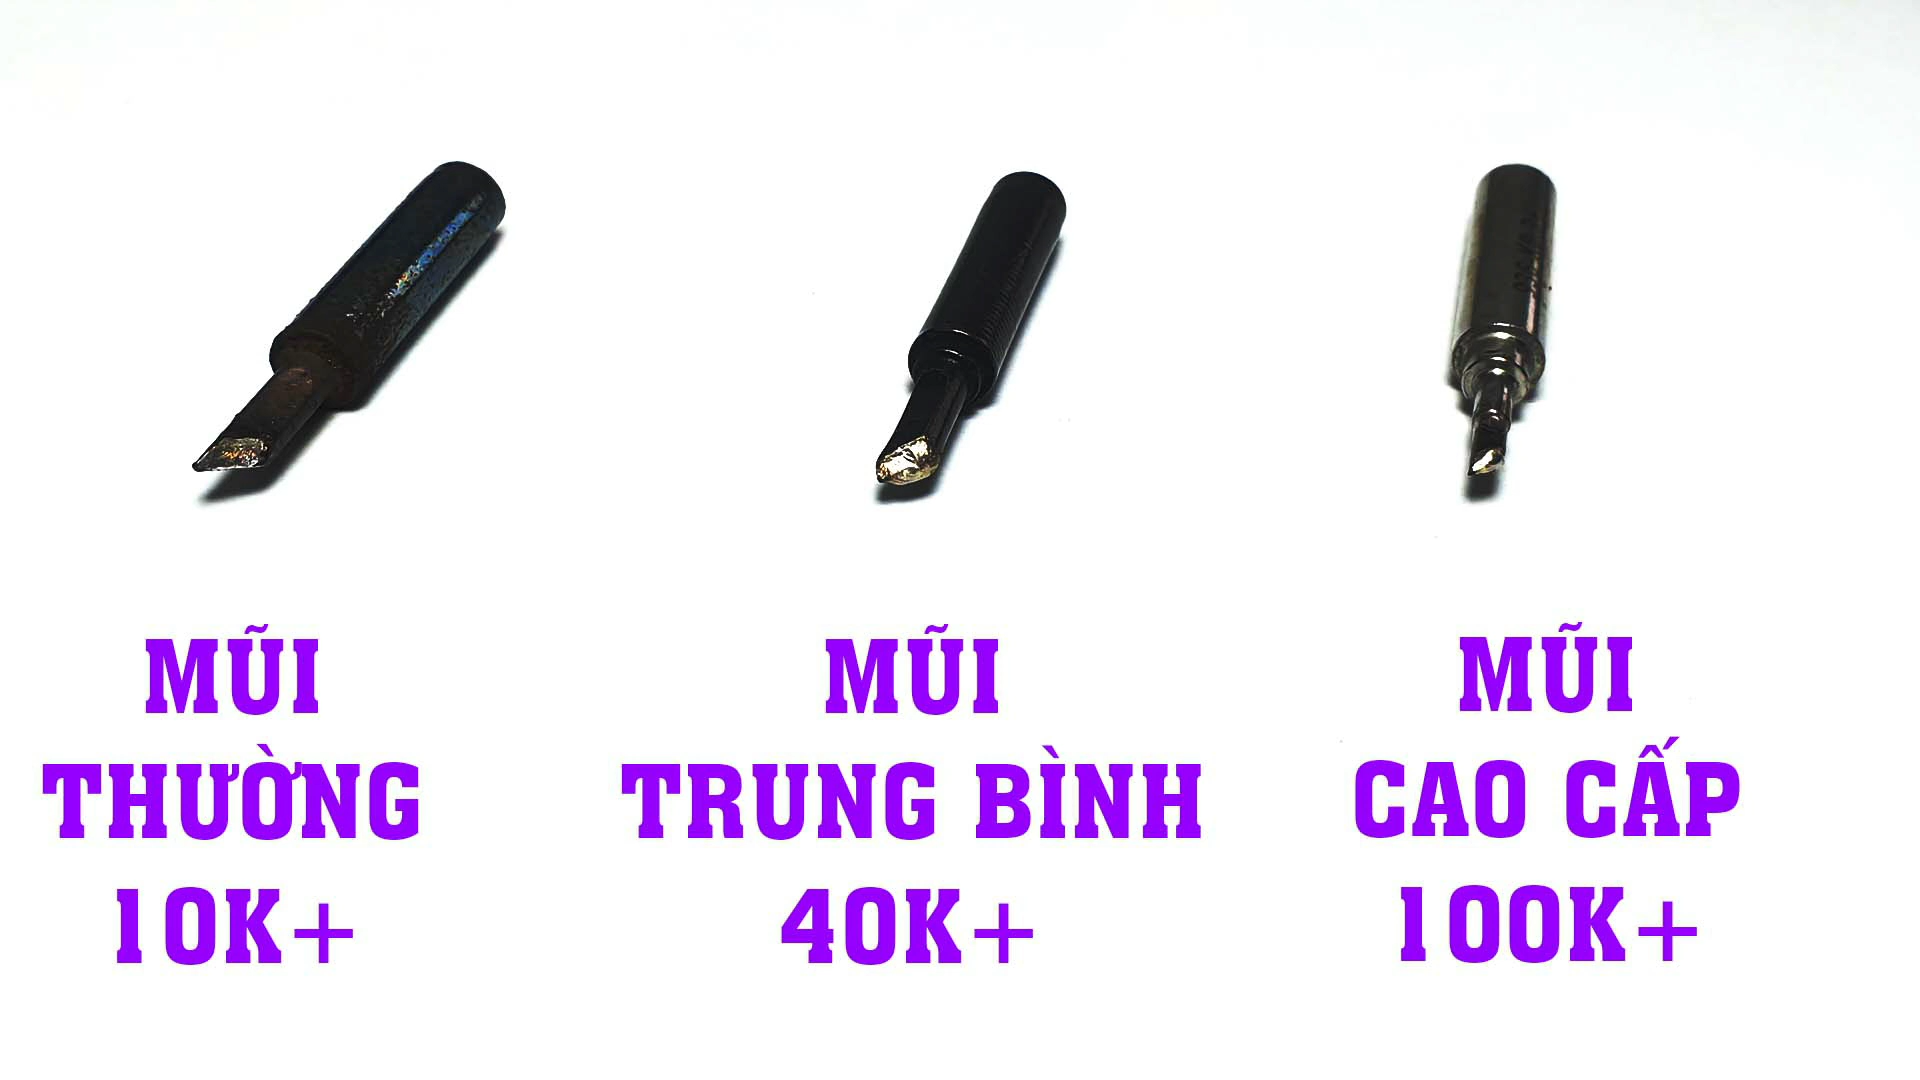 MŨI
THƯỜNG
10K+
MŨI
TRUNG BÌNH
40K+
MŨI
CAO CẤP
100K+